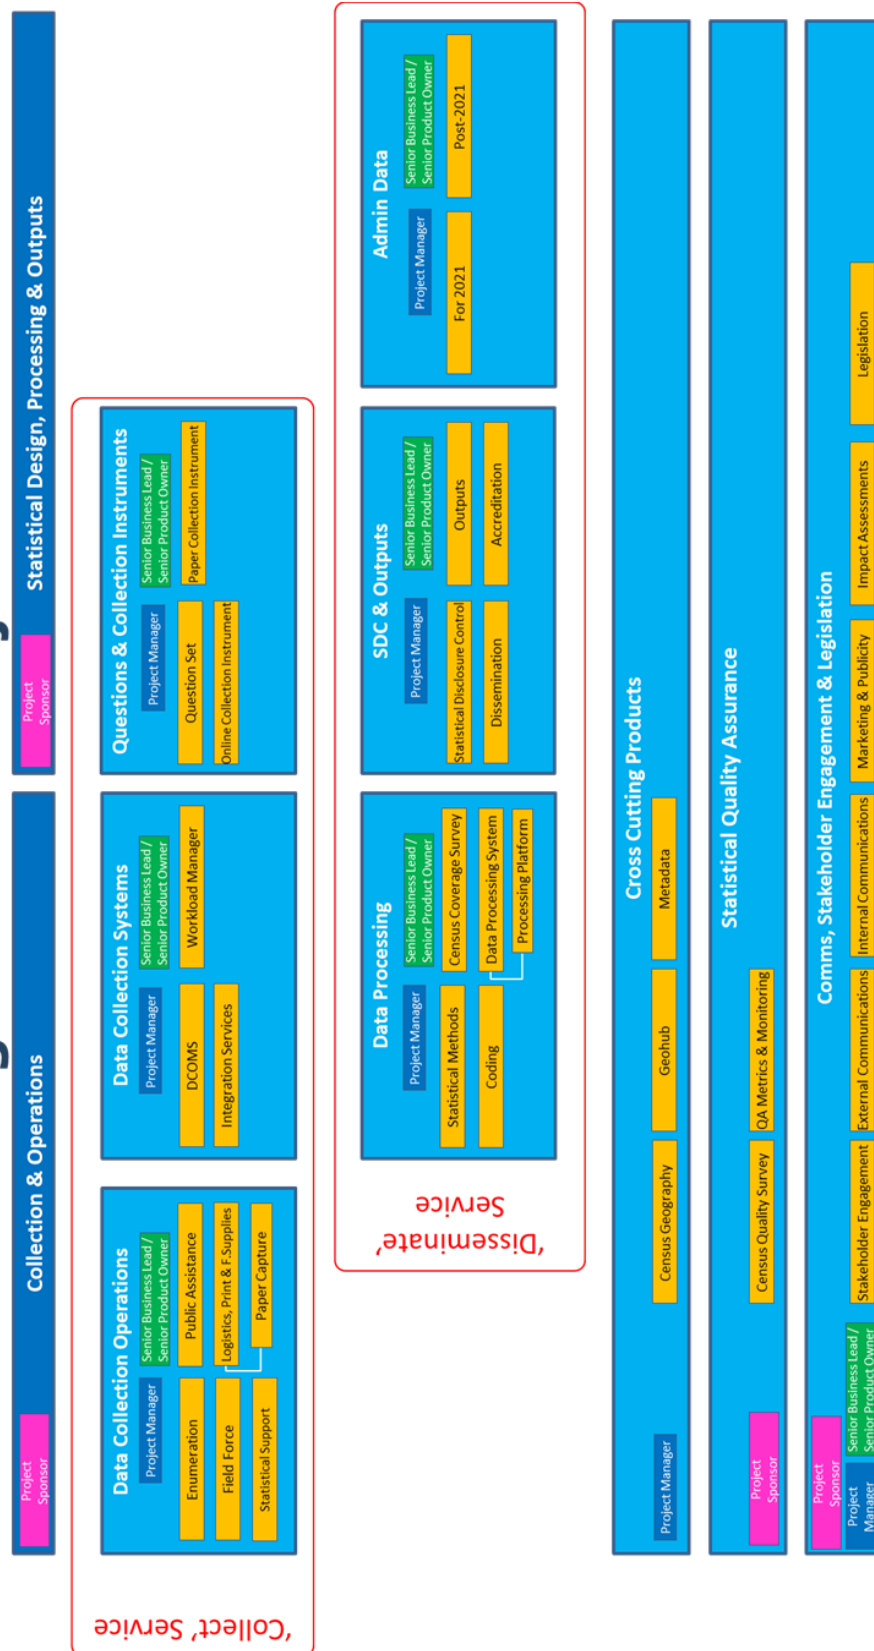 Project
Sponsor
Collection & Operations
Project
Sponsor
Statistical Design, Processing & Outputs
'Collect' Service
Data Collection Operations
Project Manager
Senior Business Lead /
Senior Product Owner
Enumeration
Public Assistance
Field Force
Logistics, Print & F.Supplies
Statistical Support
Paper Capture
Data Collection Systems
Project Manager
Senior Business Lead /
Senior Product Owner
DCOMS
Workload Manager
Integration Services
Questions & Collection Instruments
Project Manager
Senior Business Lead /
Senior Product Owner
Question Set
Paper Collection Instrument
Online Collection Instrument
'Disseminate'
Service
Data Processing
Project Manager
Senior Business Lead /
Senior Product Owner
Statistical Methods
Census Coverage Survey
Coding
Data Processing System
Processing Platform
SDC & Outputs
Project Manager
Senior Business Lead /
Senior Product Owner
Statistical Disclosure Control
Outputs
Dissemination
Accreditation
Admin Data
Project Manager
Senior Business Lead /
Senior Product Owner
For 2021
Post-2021
Cross Cutting Products
Project Manager
Census Geography
Geohub
Metadata
Statistical Quality Assurance
Project
Sponsor
Census Quality Survey
QA Metrics & Monitoring
Comms, Stakeholder Engagement & Legislation
Project
Sponsor
Project
Manager
Senior Business Lead /
Senior Product Owner
Stakeholder Engagement
External Communications
Internal Communications
Marketing & Publicity
Impact Assessments
Legislation